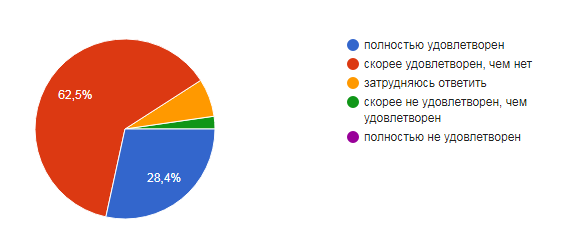 62,5%
28,4%
полностью удовлетворен
скорее удовлетворен, чем нет
затрудняюсь ответить
скорее не удовлетворен, чем
удовлетворен
полностью не удовлетворен